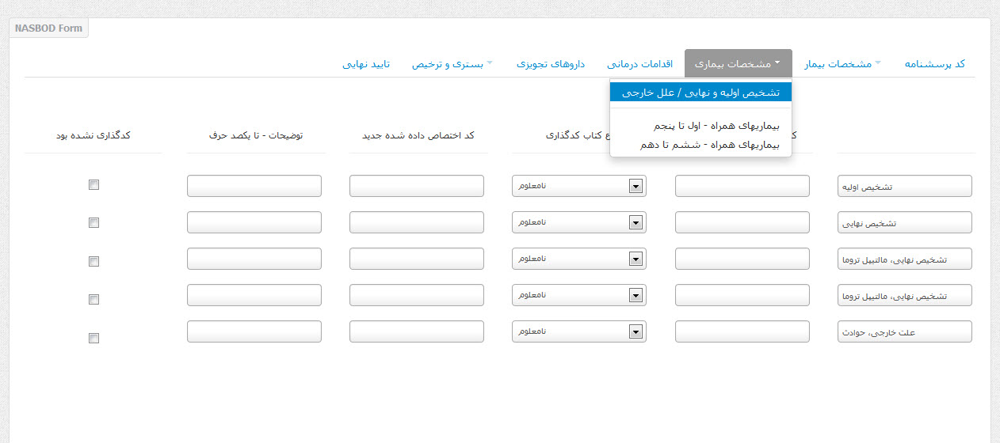 NASBOD Form
کد پرسشنامه
مشخصات بیمار
مشخصات بیماری
اقدامات درمانی
داروهای تجویزی
بستری و ترخیص
تایید نهایی
تشخیص اولیه و نهایی / علل خارجی
بیماریهای همراه - اول تا پنجم
بیماریهای همراه - ششم تا دهم
کتاب کدگذاری
کد اختصاص داده شده جدید
توضیحات - تا یکصد حرف
کدگذاری نشده بود
تشخیص اولیه
نامعلوم
تشخیص نهایی
نامعلوم
تشخیص نهایی، مالتیپل تروما
نامعلوم
تشخیص نهایی، مالتیپل تروما
نامعلوم
علت خارجی، حوادث
نامعلوم